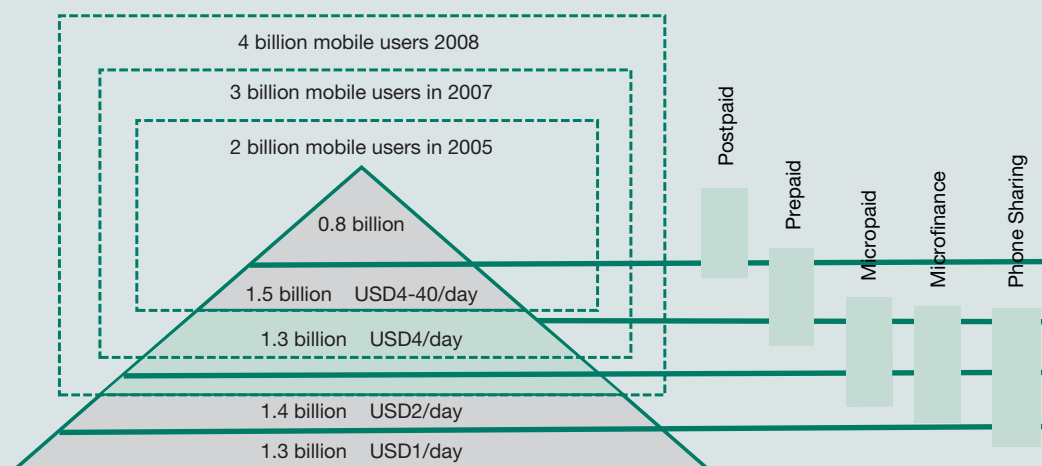 4 billion mobile users 2008
3 billion mobile users in 2007
2 billion mobile users in 2005
0.8 billion
1.5 billion USD4-40/day
1.3 billion USD4/day
1.4 billion USD2/day
1.3 billion USD1/day
Postpaid
Prepaid
Micropaid
Microfinance
Phone Sharing